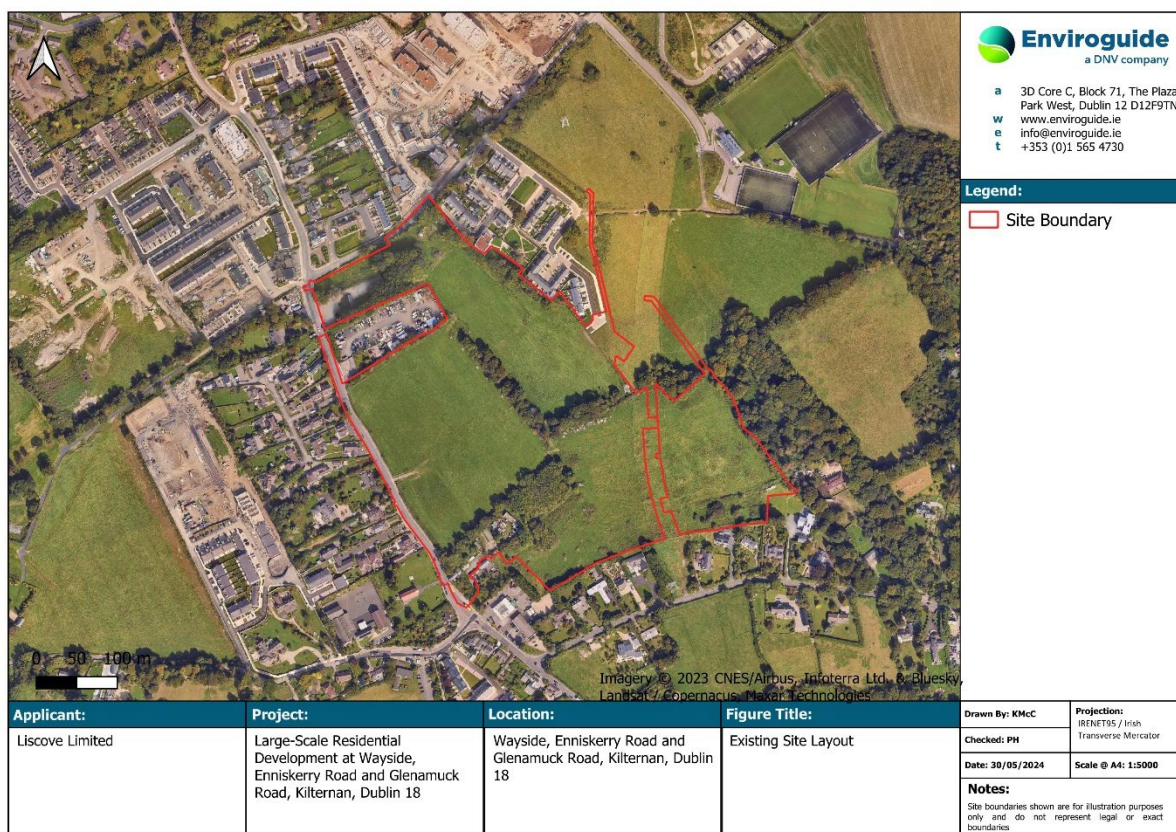 Enviroguide
a DNV company
a 3D Core C, Block 71, The Plaza
Park West, Dublin 12 D12F9TN
w www.enviroguide.ie
e info@enviroguide.ie
t +353 (0)1 565 4730
Legend:
Site Boundary
0 50 100 m
Imagery © 2023 CNES/Airbus, Infoterra Ltd. & Bluesky,
Landsat / Copernacus, Maxar Technologies
Applicant:
Liscove Limited
Project:
Large-Scale Residential
Development at Wayside,
Enniskerry Road and Glenamuck
Road, Kilternan, Dublin 18
Location:
Wayside, Enniskerry Road and
Glenamuck Road, Kilternan, Dublin
18
Figure Title:
Existing Site Layout
Drawn By: KMcC
Checked: PH
Date: 30/05/2024
Projection:
IRENET95 / Irish
Transverse Mercator
Scale @ A4: 1:5000
Notes:
Site boundaries shown are for illustration purposes
only and do not represent legal or exact
boundaries